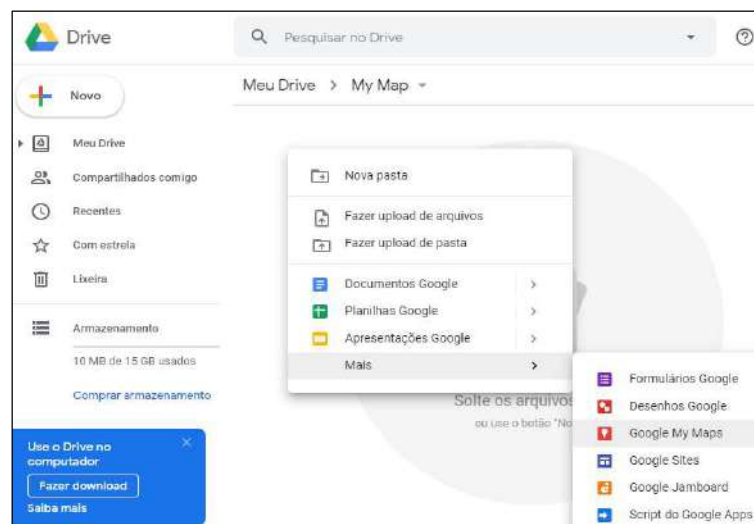 Drive
Pesquisar no Drive
Novo
Meu Drive > My Map
Meu Drive
Compartilhados comigo
Recentes
Com estrela
Lixeira
Armazenamento
10 MB de 15 GB usados
Comprar armazenamento
Use o Drive no
computador
Fazer download
Saiba mais
Nova pasta
Fazer upload de arquivos
Fazer upload de pasta
Documentos Google
Planilhas Google
Apresentações Google
Mais
Solte os arquivos
ou use o botão "No
Formulários Google
Desenhos Google
Google My Maps
Google Sites
Google Jamboard
Script do Google Apps